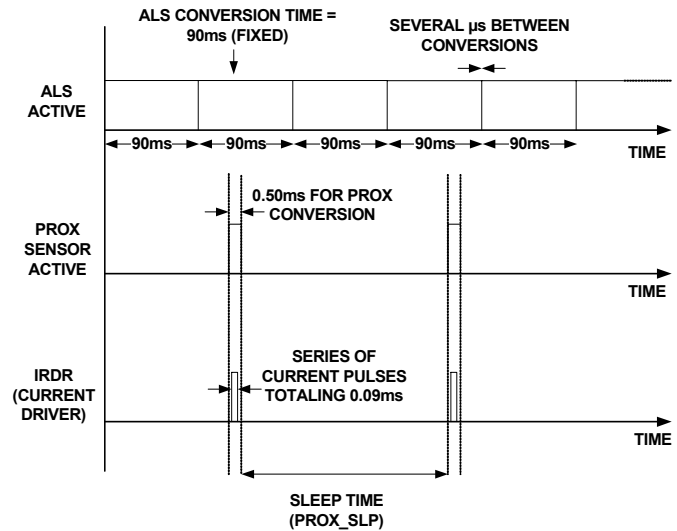 ALS CONVERSION TIME =
90ms (FIXED)
SEVERAL µs BETWEEN
CONVERSIONS
ALS
ACTIVE
90ms 90ms 90ms 90ms 90ms
TIME
0.50ms FOR PROX
CONVERSION
PROX
SENSOR
ACTIVE
TIME
SERIES OF
CURRENT PULSES
TOTALING 0.09ms
IRDR
(CURRENT
DRIVER)
TIME
SLEEP TIME
(PROX_SLP)